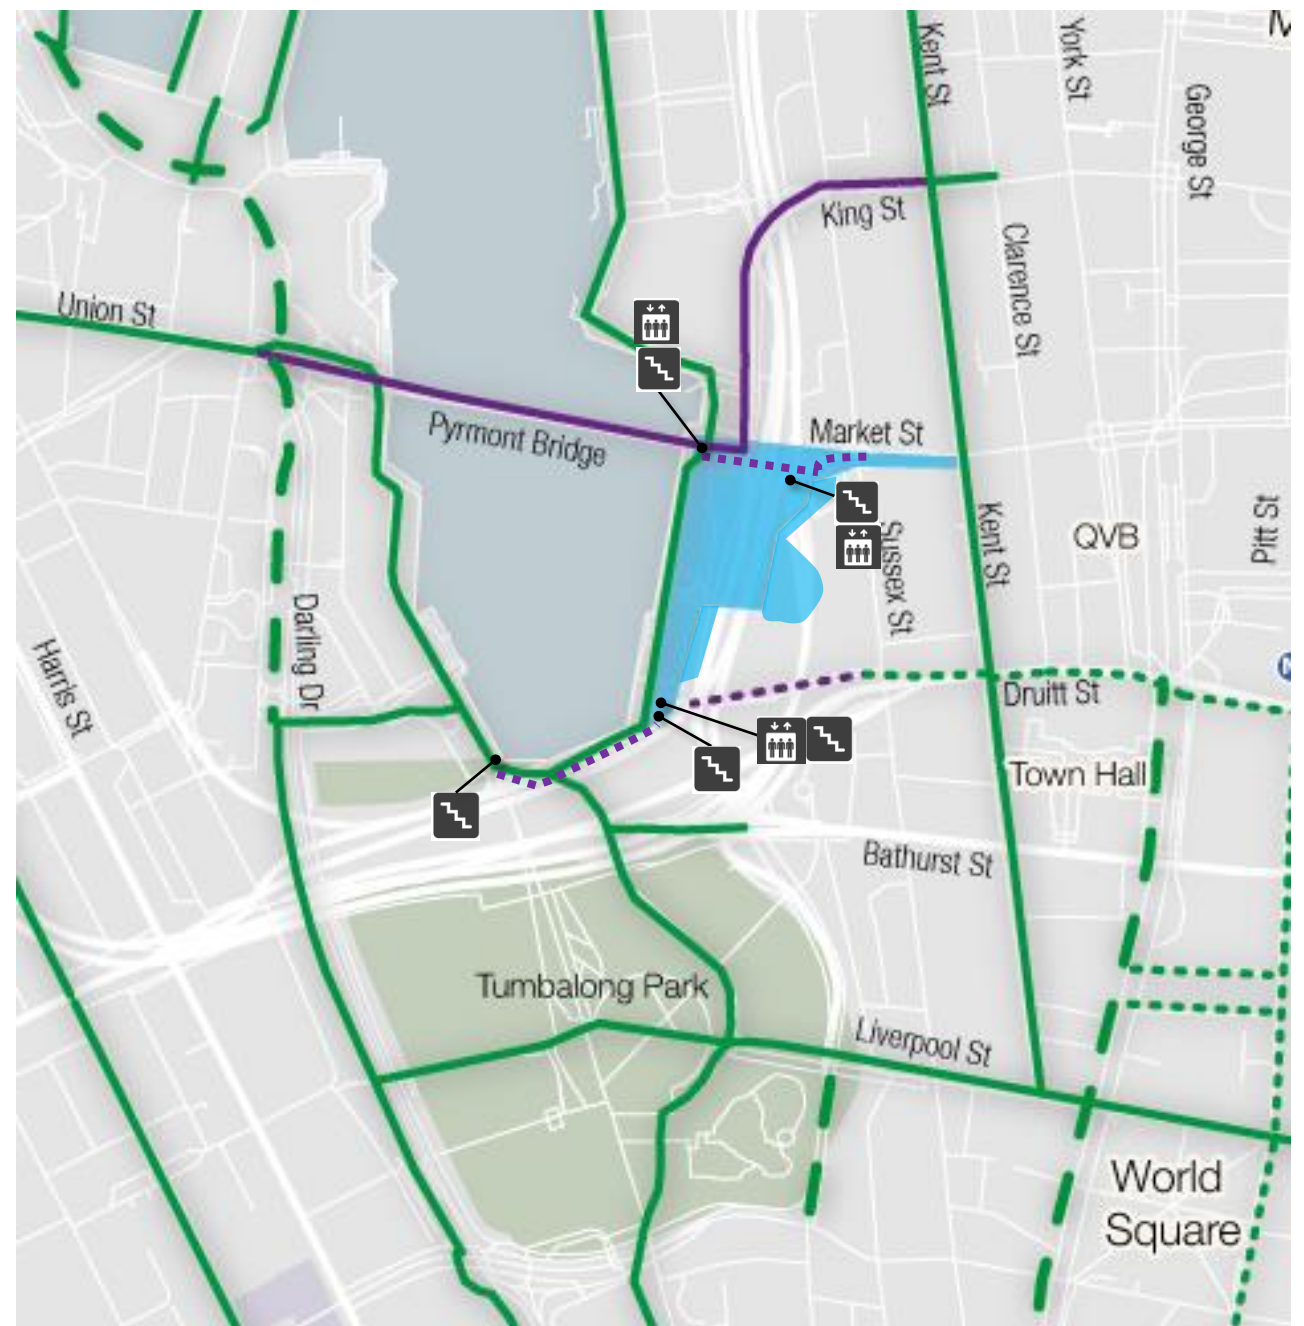 M
Kent St
York St
George St
King St
Clarence St
Union St
Market St
Pyrmont Bridge
Kent St
Pitt St
QVB
Sussex St
Darling Dr
Harris St
Druitt St
N
Town Hall
Bathurst St
Tumbalong Park
Liverpool St
World
Square